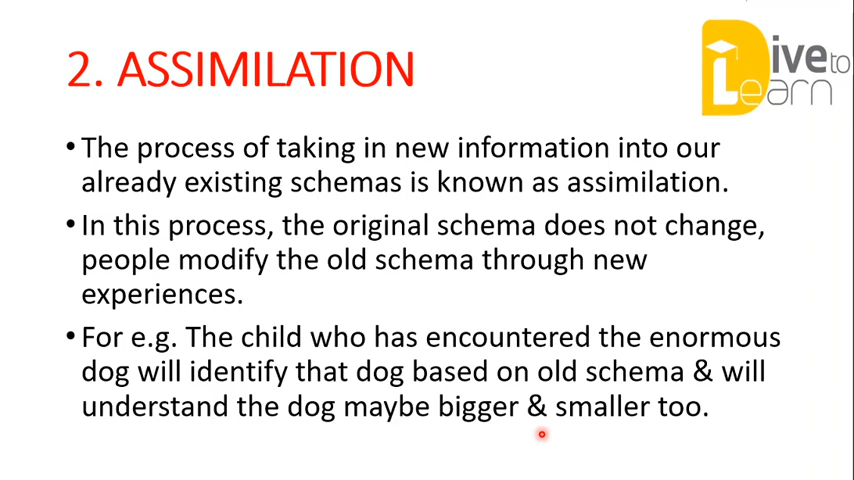 2. ASSIMILATION
Dive to
Learn
• The process of taking in new information into our
already existing schemas is known as assimilation.
• In this process, the original schema does not change,
people modify the old schema through new
experiences.
• For e.g. The child who has encountered the enormous
dog will identify that dog based on old schema & will
understand the dog maybe bigger & smaller too.